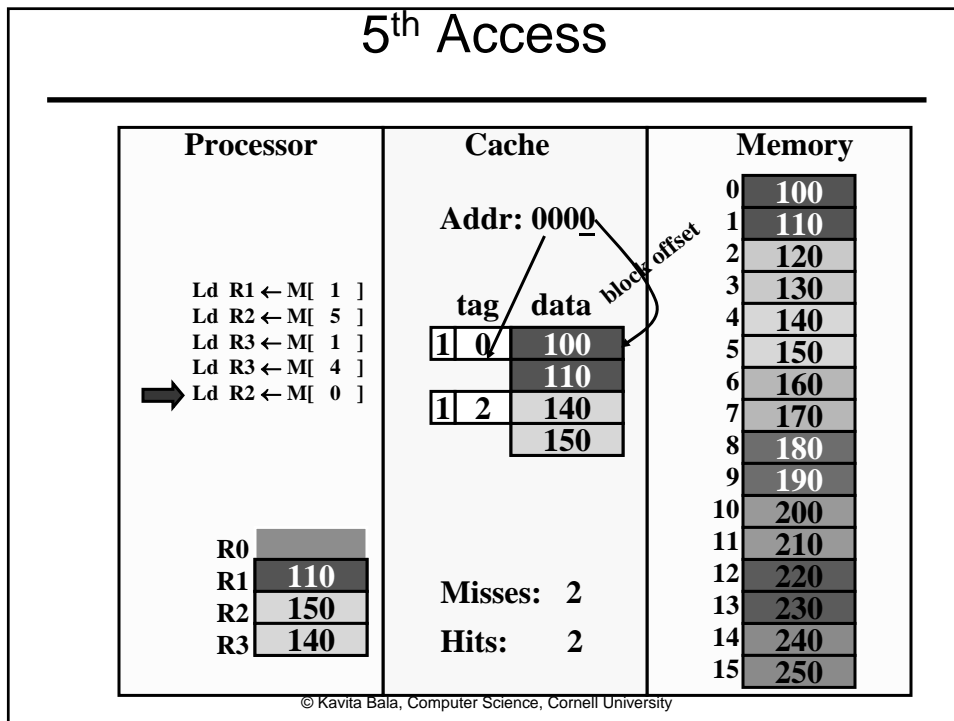 5th Access
Processor
Ld R1 ← M[ 1 ]
Ld R2 ← M[ 5 ]
Ld R3 ← M[ 1 ]
Ld R3 ← M[ 4 ]
Ld R2 ← M[ 0 ]
R0
R1 110
R2 150
R3 140
Cache
Addr: 0000
block offset
tag data
1 0 100
110
1 2 140
150
Misses: 2
Hits: 2
Memory
0 100
1 110
2 120
3 130
4 140
5 150
6 160
7 170
8 180
9 190
10 200
11 210
12 220
13 230
14 240
15 250
© Kavita Bala, Computer Science, Cornell University